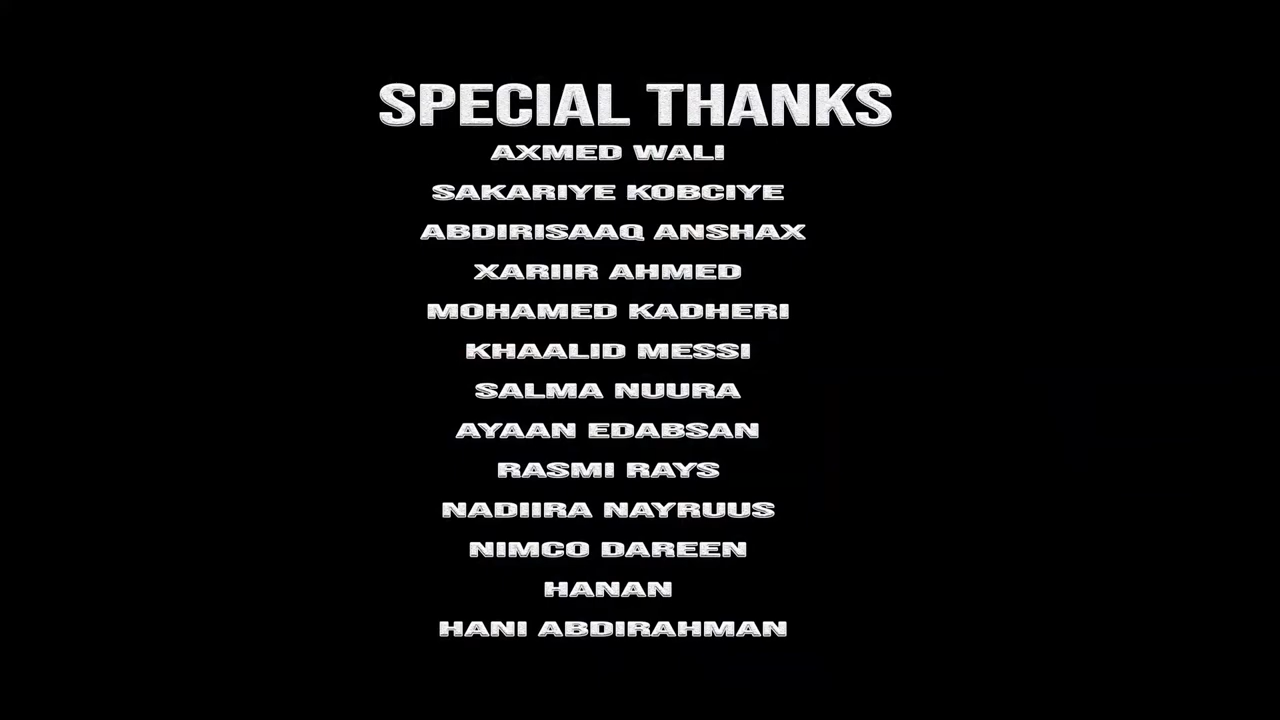 SPECIAL THANKS
AXMED WALI
SAKARIYE KOBCIYE
ABDIRISAAQ ANSHAX
XARIIR AHMED
MOHAMED KADHERI
KHAALID MESSI
SALMA NUURA
AYAAN EDABSAN
RASMI RAYS
NADIIRA NAYRUUS
NIMCO DAREEN
HANAN
HANI ABDIRAHMAN